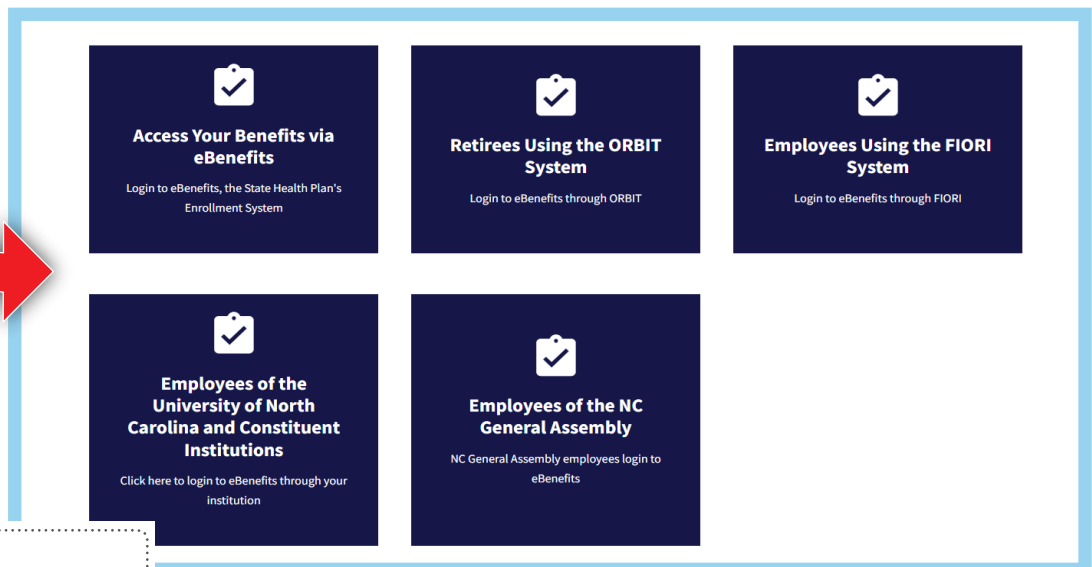 Access Your Benefits via
eBenefits
Login to eBenefits, the State Health Plan's
Enrollment System
Retirees Using the ORBIT
System
Login to eBenefits through ORBIT
Employees Using the FIORI
System
Login to eBenefits through FIORI
Employees of the
University of North
Carolina and Constituent
Institutions
Click here to login to eBenefits through your
institution
Employees of the NC
General Assembly
NC General Assembly employees login to
eBenefits